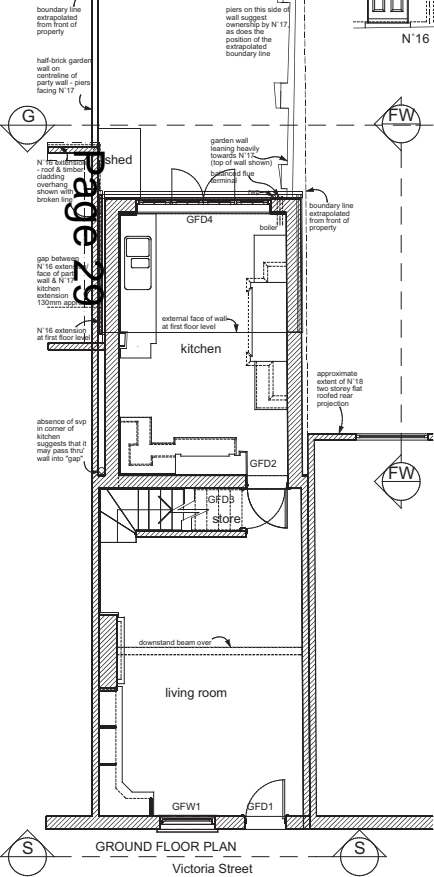 boundary line
extrapolated
from front of
property
piers on this side of
wall suggest
ownership by N°17,
as does the
position of the
extrapolated
boundary line
N°16
half-brick garden
wall on
centreline of
party wall - piers
facing N°17
G
FW
shed
garden wall
leaning heavily
towards N°17
(top of wall shown)
balanced flue
terminal
N°16 extension
- roof & timber
cladding
overhang
shown with
broken line
Page 29
GFD4
boiler
boundary line
extrapolated
from front of
property
gap between
N°16 extension /
face of party
wall & N°17
kitchen
extension
130mm approx
external face of wall
at first floor level
N°16 extension
at first floor level
kitchen
approximate
extent of N°18
two storey flat
roofed rear
projection
absence of svp
in corner of
kitchen
suggests that it
may pass thru'
wall into "gap"
GFD2
FW
GFD3
store
downstand beam over
living room
GFW1
GFD1
S
GROUND FLOOR PLAN
S
Victoria Street